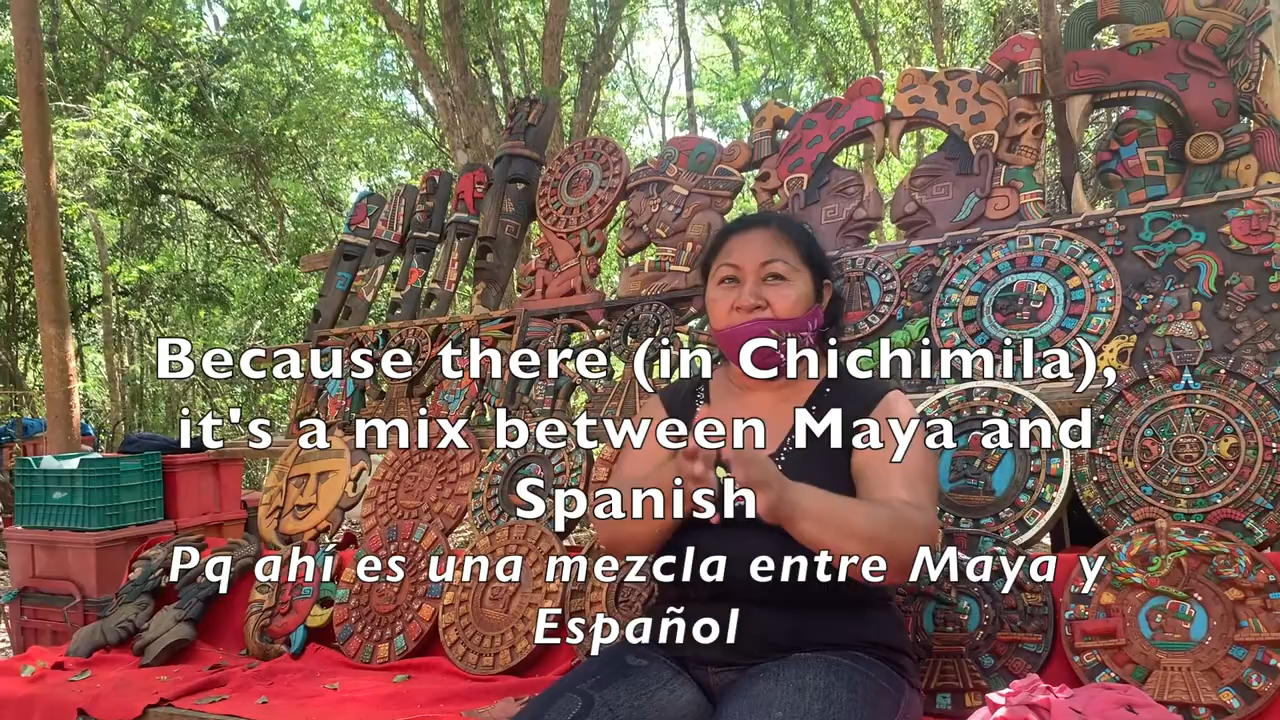 Because there (in Chichimila),
it's a mix between Maya and
Spanish
Pq ahí es una mezcla entre Maya y
Español